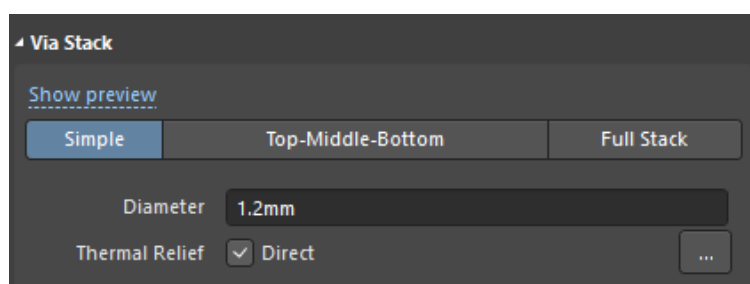 Via Stack
Show preview
Simple Top-Middle-Bottom Full Stack
Diameter 1.2mm
Thermal Relief Direct ...